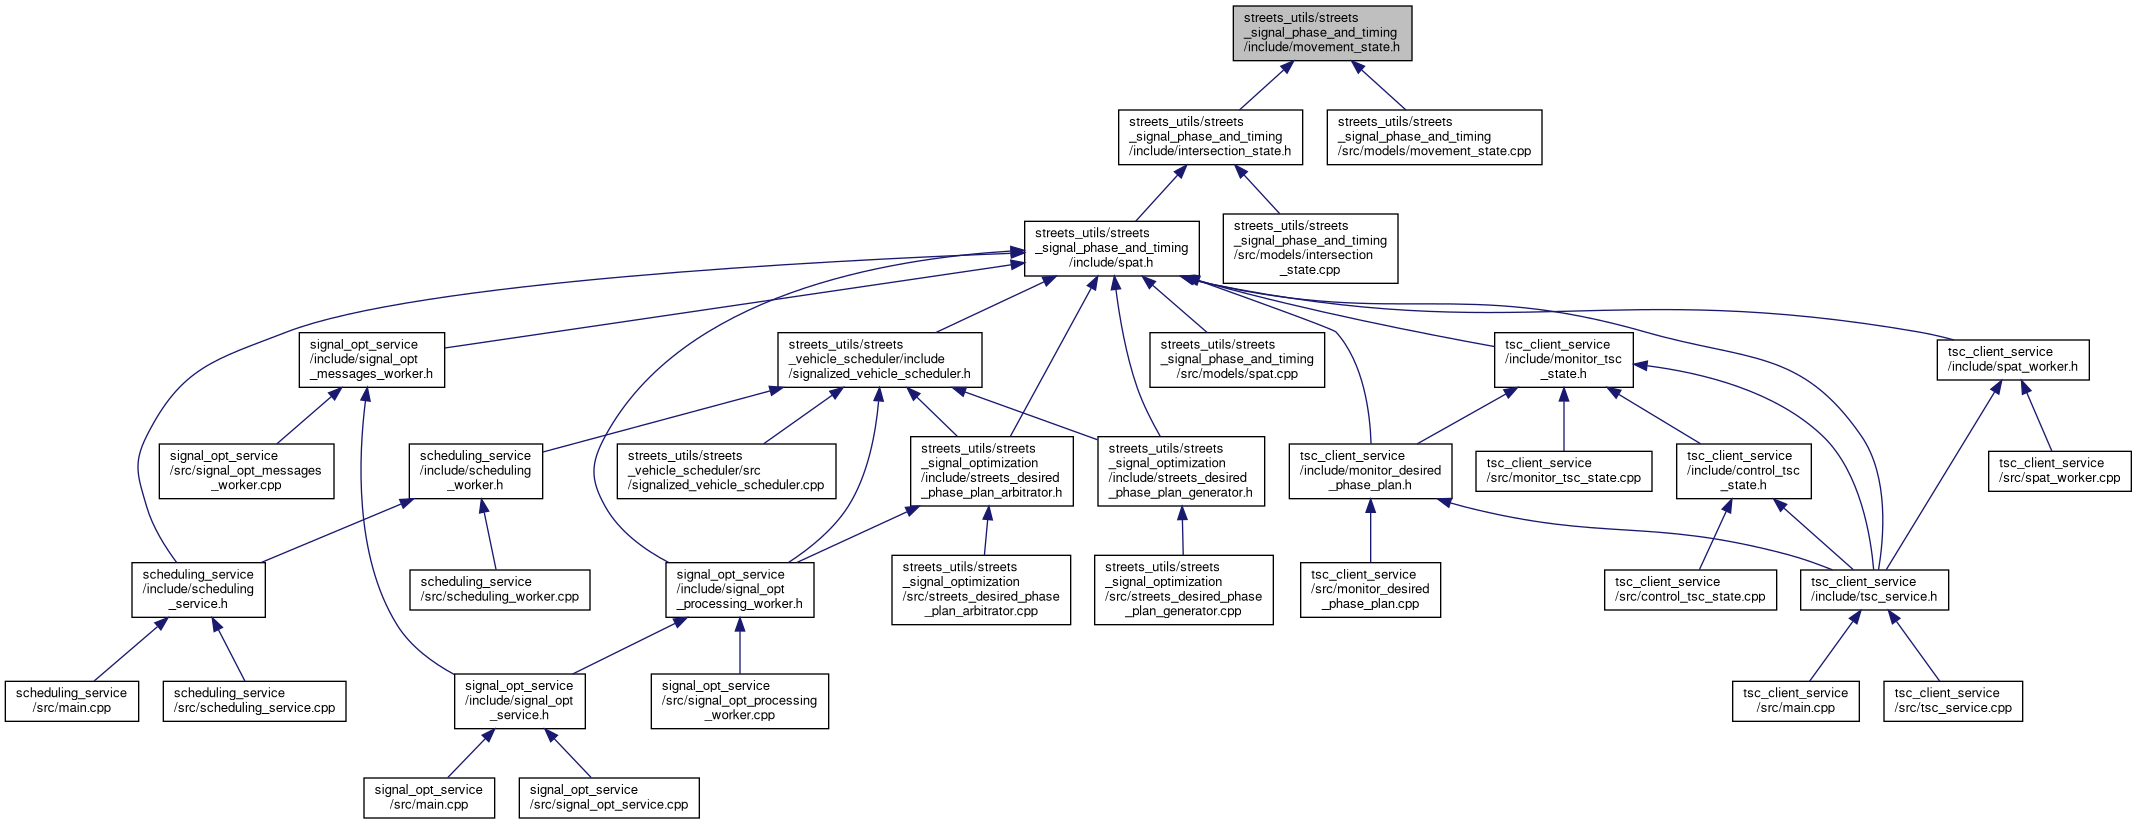 streets_utils/streets
_signal_phase_and_timing
/include/movement_state.h
streets_utils/streets
_signal_phase_and_timing
/include/intersection_state.h
streets_utils/streets
_signal_phase_and_timing
/src/models/movement_state.cpp
streets_utils/streets
_signal_phase_and_timing
/include/spat.h
streets_utils/streets
_signal_phase_and_timing
/src/models/intersection
_state.cpp
signal_opt_service
/include/signal_opt
_messages_worker.h
streets_utils/streets
_vehicle_scheduler/include
/signalized_vehicle_scheduler.h
streets_utils/streets
_signal_phase_and_timing
/src/models/spat.cpp
tsc_client_service
/include/monitor_tsc
_state.h
tsc_client_service
/include/spat_worker.h
signal_opt_service
/src/signal_opt_messages
_worker.cpp
scheduling_service
/include/scheduling
_worker.h
streets_utils/streets
_vehicle_scheduler/src
/signalized_vehicle_scheduler.cpp
streets_utils/streets
_signal_optimization
/include/streets_desired
_phase_plan_arbitrator.h
streets_utils/streets
_signal_optimization
/include/streets_desired
_phase_plan_generator.h
tsc_client_service
/include/monitor_desired
_phase_plan.h
tsc_client_service
/src/monitor_tsc_state.cpp
tsc_client_service
/include/control_tsc
_state.h
tsc_client_service
/src/spat_worker.cpp
scheduling_service
/include/scheduling
_service.h
scheduling_service
/src/scheduling_worker.cpp
signal_opt_service
/include/signal_opt
_processing_worker.h
streets_utils/streets
_signal_optimization
/src/streets_desired_phase
_plan_arbitrator.cpp
streets_utils/streets
_signal_optimization
/src/streets_desired_phase
_plan_generator.cpp
tsc_client_service
/src/monitor_desired
_phase_plan.cpp
tsc_client_service
/src/control_tsc_state.cpp
tsc_client_service
/include/tsc_service.h
scheduling_service
/src/main.cpp
scheduling_service
/src/scheduling_service.cpp
signal_opt_service
/include/signal_opt
_service.h
signal_opt_service
/src/signal_opt_processing
_worker.cpp
tsc_client_service
/src/main.cpp
tsc_client_service
/src/tsc_service.cpp
signal_opt_service
/src/main.cpp
signal_opt_service
/src/signal_opt_service.cpp